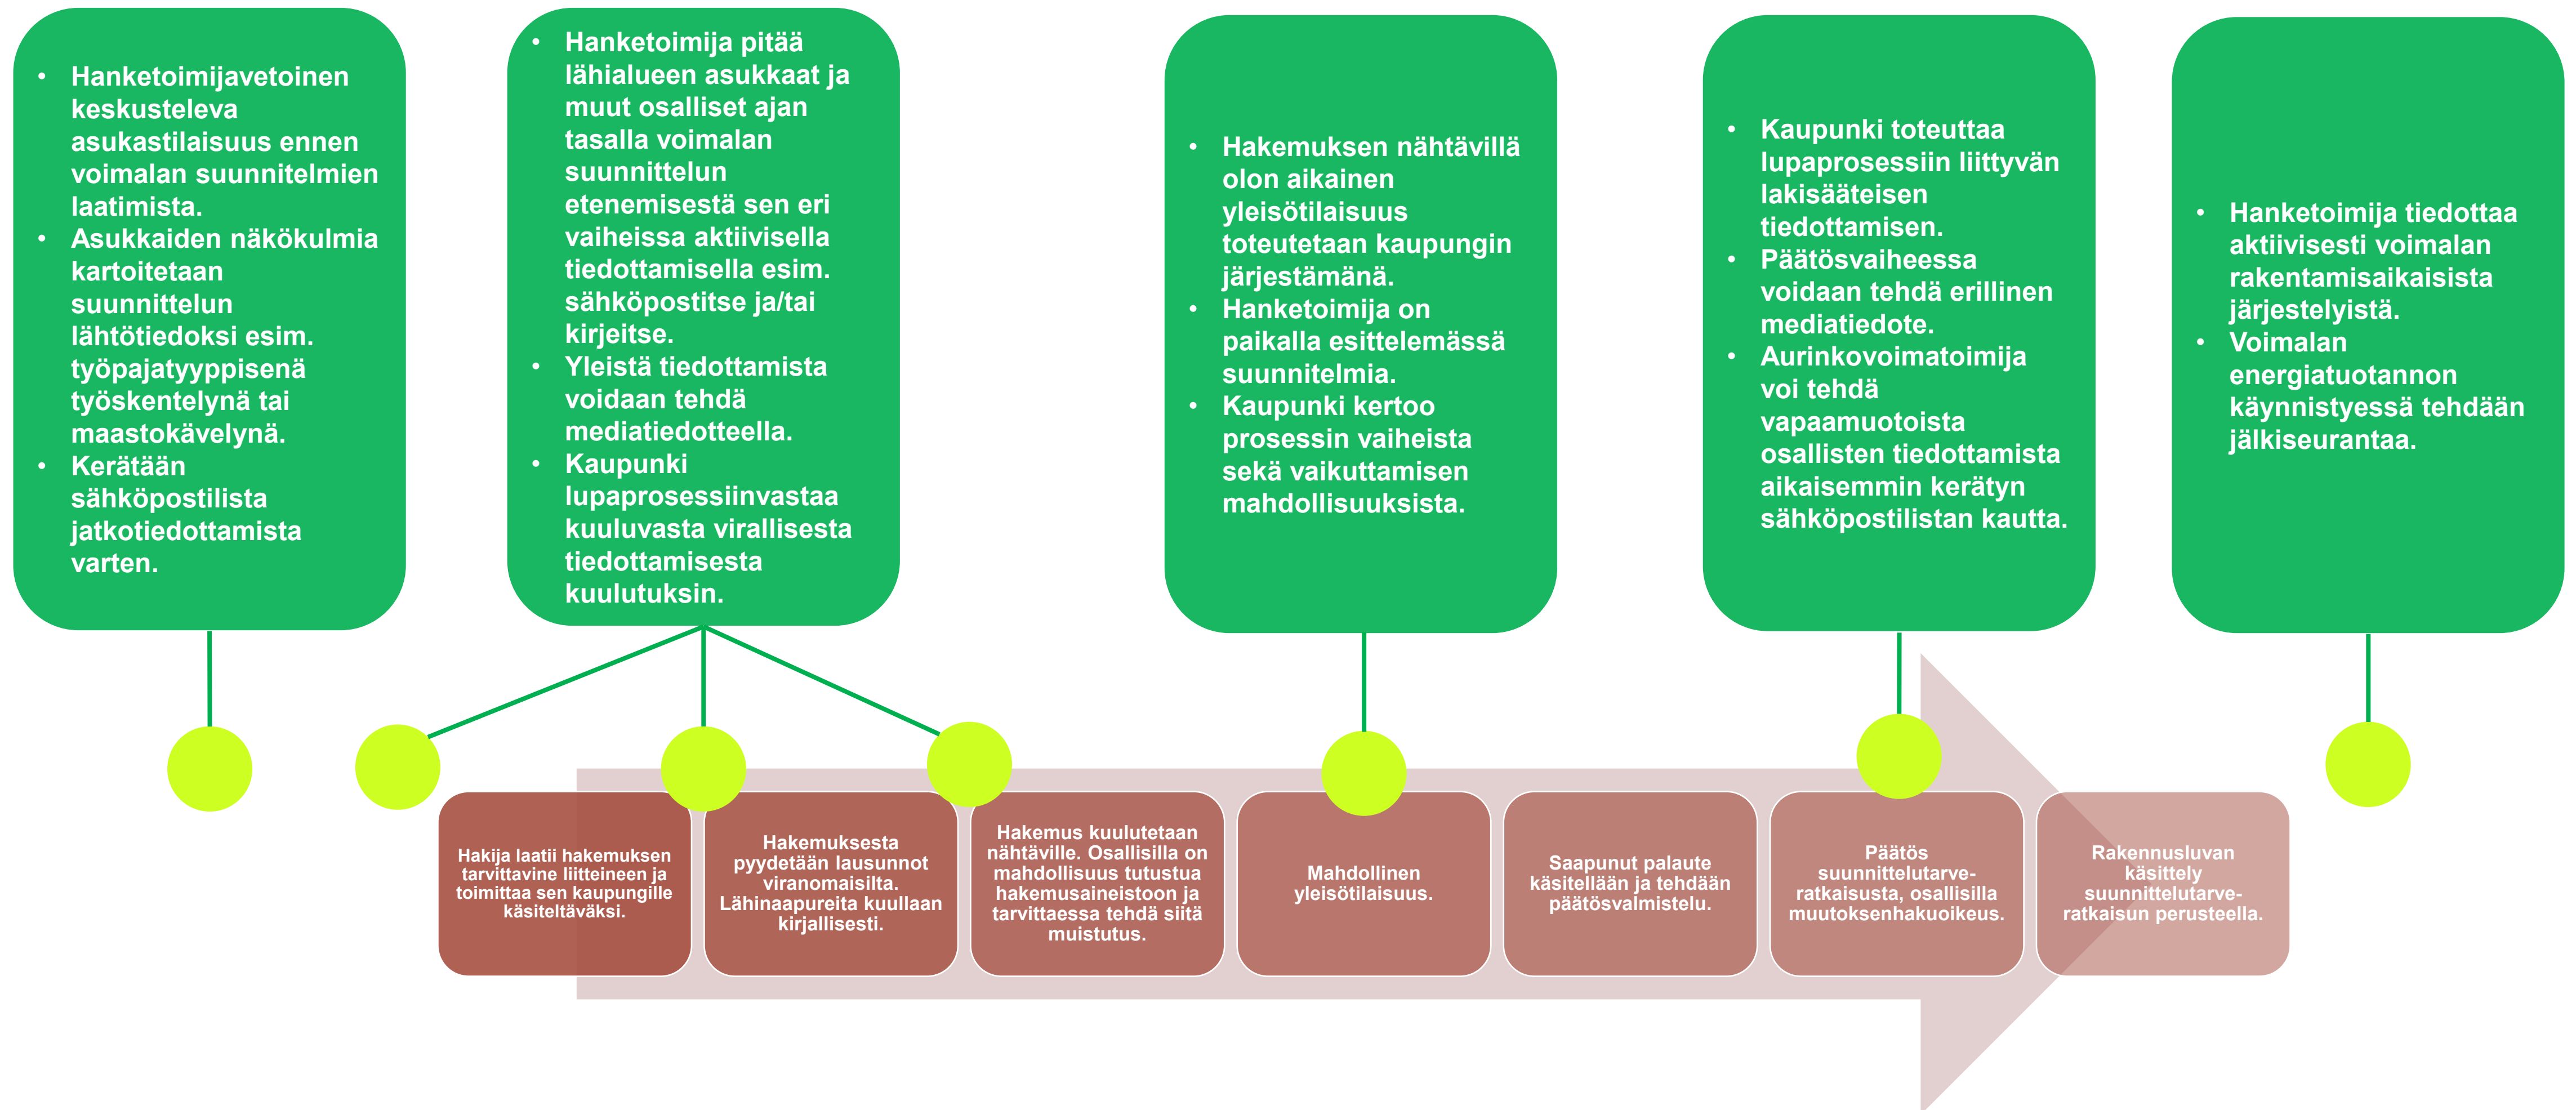 • Hanketoimijavetoinen
keskusteleva
asukastilaisuus ennen
voimalan suunnitelmien
laatimista.
• Asukkaiden näkökulmia
kartoitetaan
suunnittelun
lähtötiedoksi esim.
työpajatyyppisenä
työskentelynä tai
maastokävelynä.
• Kerätään
sähköpostilista
jatkotiedottamista
varten.
• Hanketoimija pitää
lähialueen asukkaat ja
muut osalliset ajan
tasalla voimalan
suunnittelun
etenemisestä sen eri
vaiheissa aktiivisella
tiedottamisella esim.
sähköpostitse ja/tai
kirjeitse.
• Yleistä tiedottamista
voidaan tehdä
mediatiedotteella.
• Kaupunki
lupaprosessiinvastaa
kuuluvasta virallisesta
tiedottamisesta
kuulutuksin.
• Hakemuksen nähtävillä
olon aikainen
yleisötilaisuus
toteutetaan kaupungin
järjestämänä.
• Hanketoimija on
paikalla esittelemässä
suunnitelmia.
• Kaupunki kertoo
prosessin vaiheista
sekä vaikuttamisen
mahdollisuuksista.
• Kaupunki toteuttaa
lupaprosessiin liittyvän
lakisääteisen
tiedottamisen.
• Päätösvaiheessa
voidaan tehdä erillinen
mediatiedote.
• Aurinkovoimatoimija
voi tehdä
vapaamuotoista
osallisten tiedottamista
aikaisemmin kerätyn
sähköpostilistan kautta.
• Hanketoimija tiedottaa
aktiivisesti voimalan
rakentamisaikaisista
järjestelyistä.
• Voimalan
energiatuotannon
käynnistyessä tehdään
jälkiseurantaa.
Hakija laatii hakemuksen
tarvittavine liitteineen ja
toimittaa sen kaupungille
käsiteltäväksi.
Hakemuksesta
pyydetään lausunnot
viranomaisilta.
Lähinaapureita kuullaan
kirjallisesti.
Hakemus kuulutetaan
nähtäville. Osallisilla on
mahdollisuus tutustua
hakemusaineistoon ja
tarvittaessa tehdä siitä
muistutus.
Mahdollinen
yleisötilaisuus.
Saapunut palaute
käsitellään ja tehdään
päätösvalmistelu.
Päätös
suunnittelutarve-
ratkaisusta, osallisilla
muutoksenhakuoikeus.
Rakennusluvan
käsittely
suunnittelutarve-
ratkaisun perusteella.